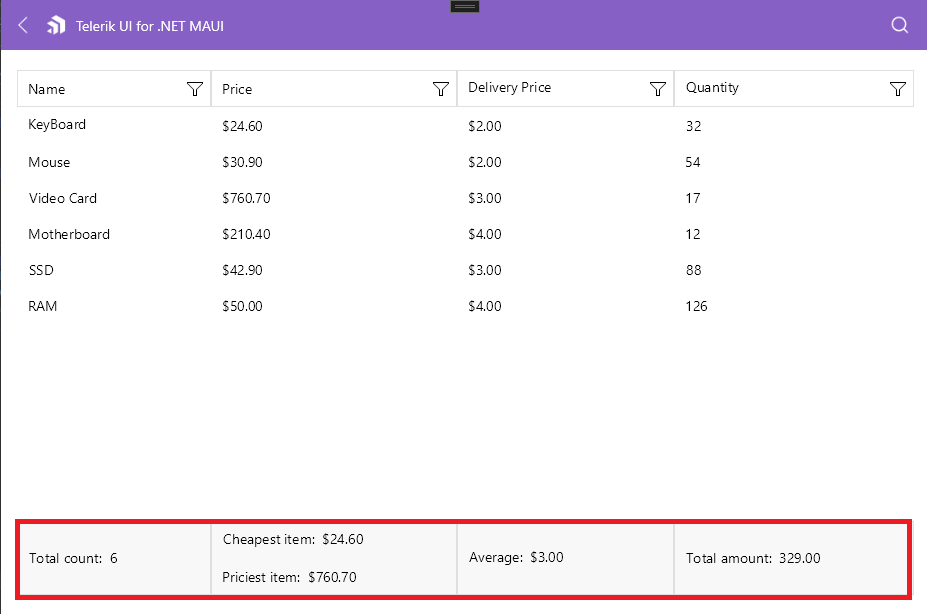 Telerik UI for .NET MAUI
Name Price Delivery Price Quantity
KeyBoard $24.60 $2.00 32
Mouse $30.90 $2.00 54
Video Card $760.70 $3.00 17
Motherboard $210.40 $4.00 12
SSD $42.90 $3.00 88
RAM $50.00 $4.00 126
Total count: 6
Cheapest item: $24.60
Priciest item: $760.70
Average: $3.00
Total amount: 329.00